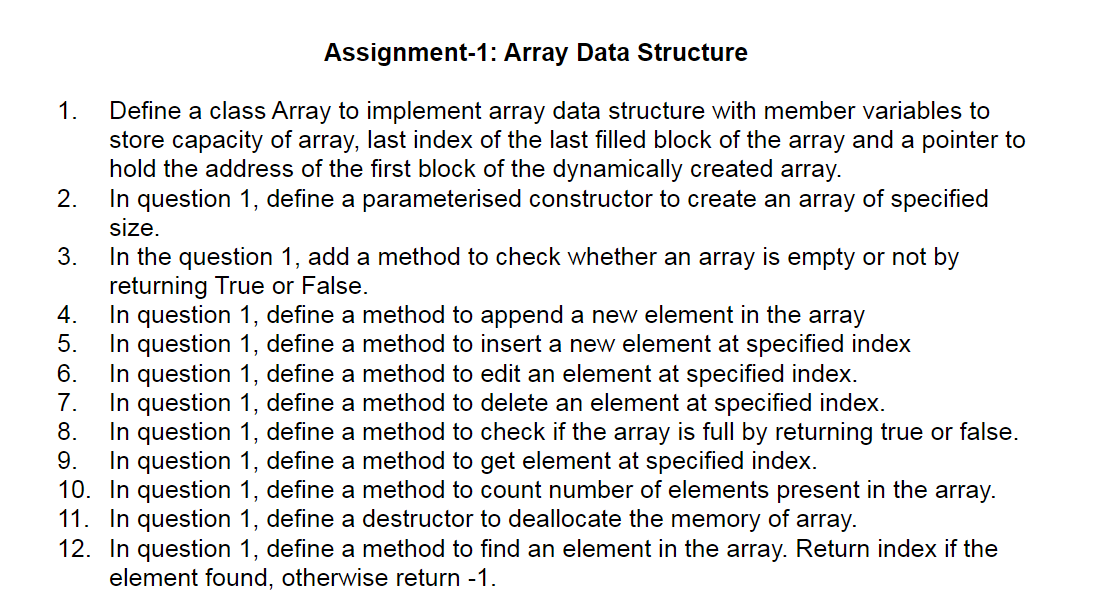 Assignment-1: Array Data Structure
1. Define a class Array to implement array data structure with member variables to
store capacity of array, last index of the last filled block of the array and a pointer to
hold the address of the first block of the dynamically created array.
2. In question 1, define a parameterised constructor to create an array of specified
size.
3. In the question 1, add a method to check whether an array is empty or not by
returning True or False.
4. In question 1, define a method to append a new element in the array
5. In question 1, define a method to insert a new element at specified index
6. In question 1, define a method to edit an element at specified index.
7. In question 1, define a method to delete an element at specified index.
8. In question 1, define a method to check if the array is full by returning true or false.
9. In question 1, define a method to get element at specified index.
10. In question 1, define a method to count number of elements present in the array.
11. In question 1, define a destructor to deallocate the memory of array.
12. In question 1, define a method to find an element in the array. Return index if the
element found, otherwise return -1.